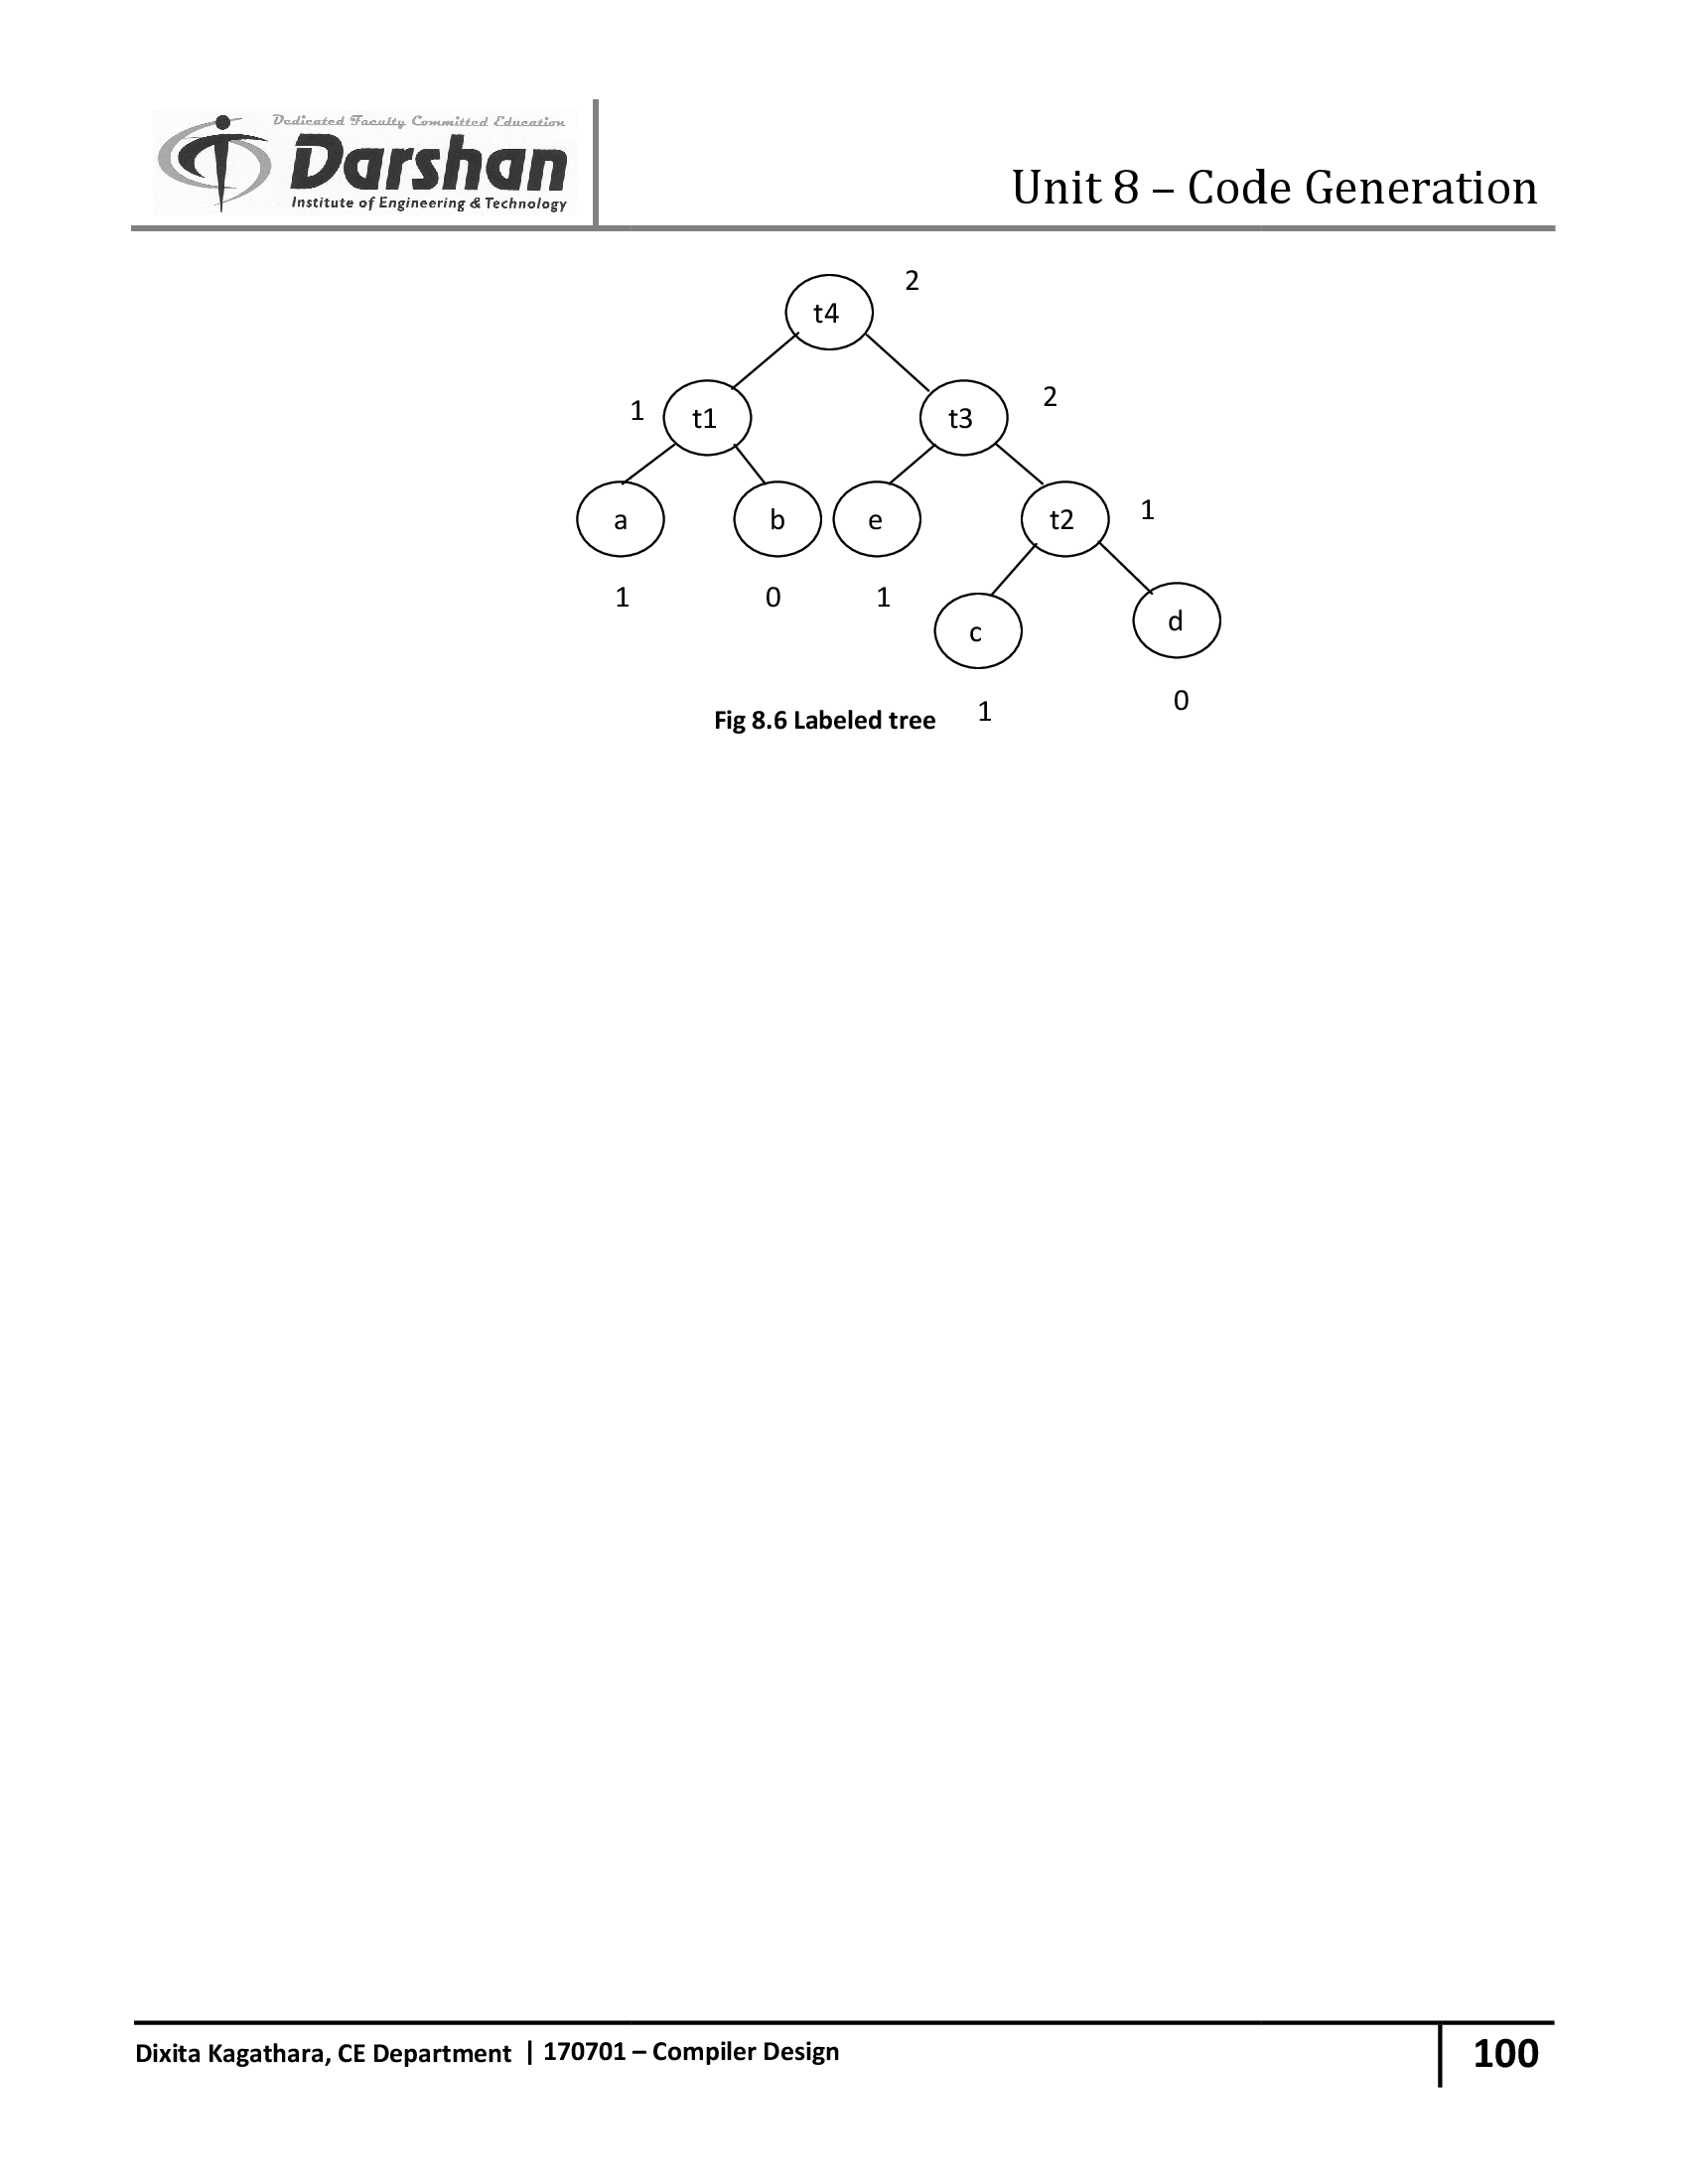 Dedicated Faculty Committed Education
Darshan
Institute of Engineering & Technology
Unit 8 – Code Generation
2
t4
1 t1 t3 2
a b e t2 1
1 0 1
c d
0
Fig 8.6 Labeled tree 1
Dixita Kagathara, CE Department | 170701 – Compiler Design 100